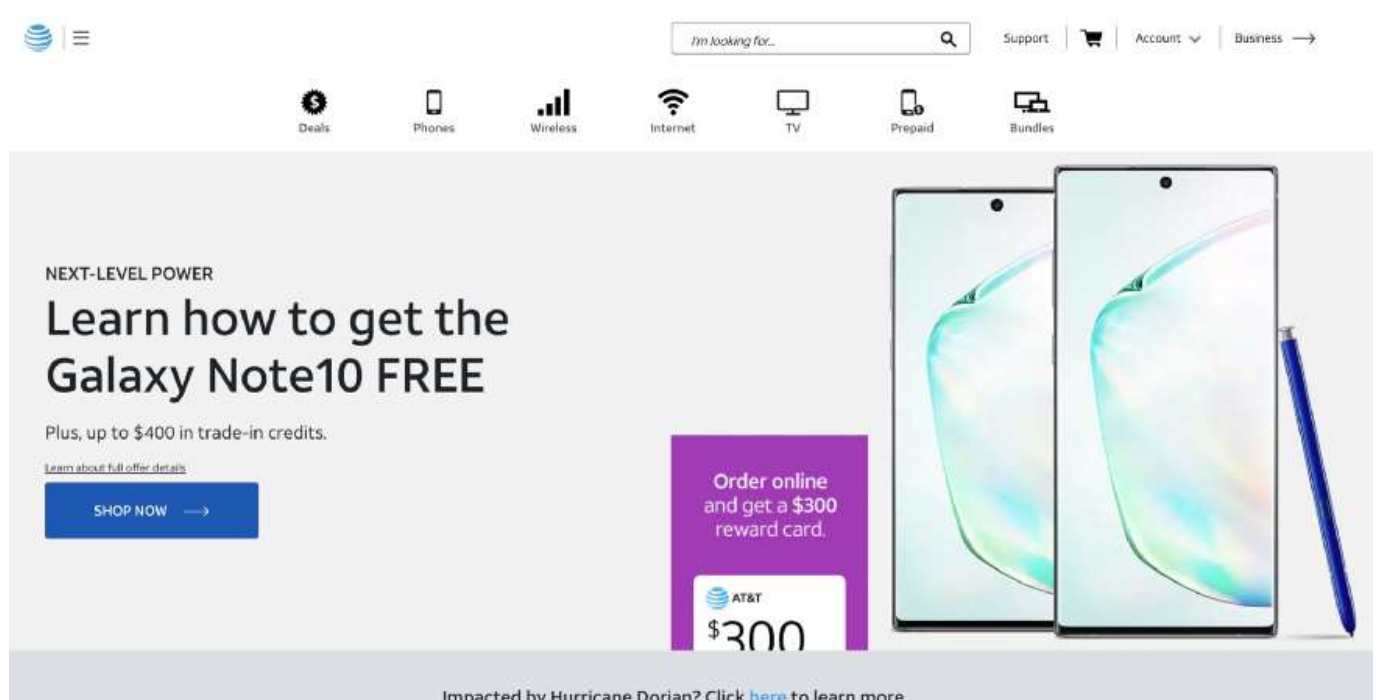 I'm looking for...
Support
Account
Business
Deals
Phones
Wireless
Internet
TV
Prepaid
Bundles
NEXT-LEVEL POWER
Learn how to get the
Galaxy Note10 FREE
Plus, up to $400 in trade-in credits.
Learn about full offer details
SHOP NOW
Order online
and get a $300
reward card.
AT&T
$300
Impacted by Hurricane Dorian? Click here to learn more